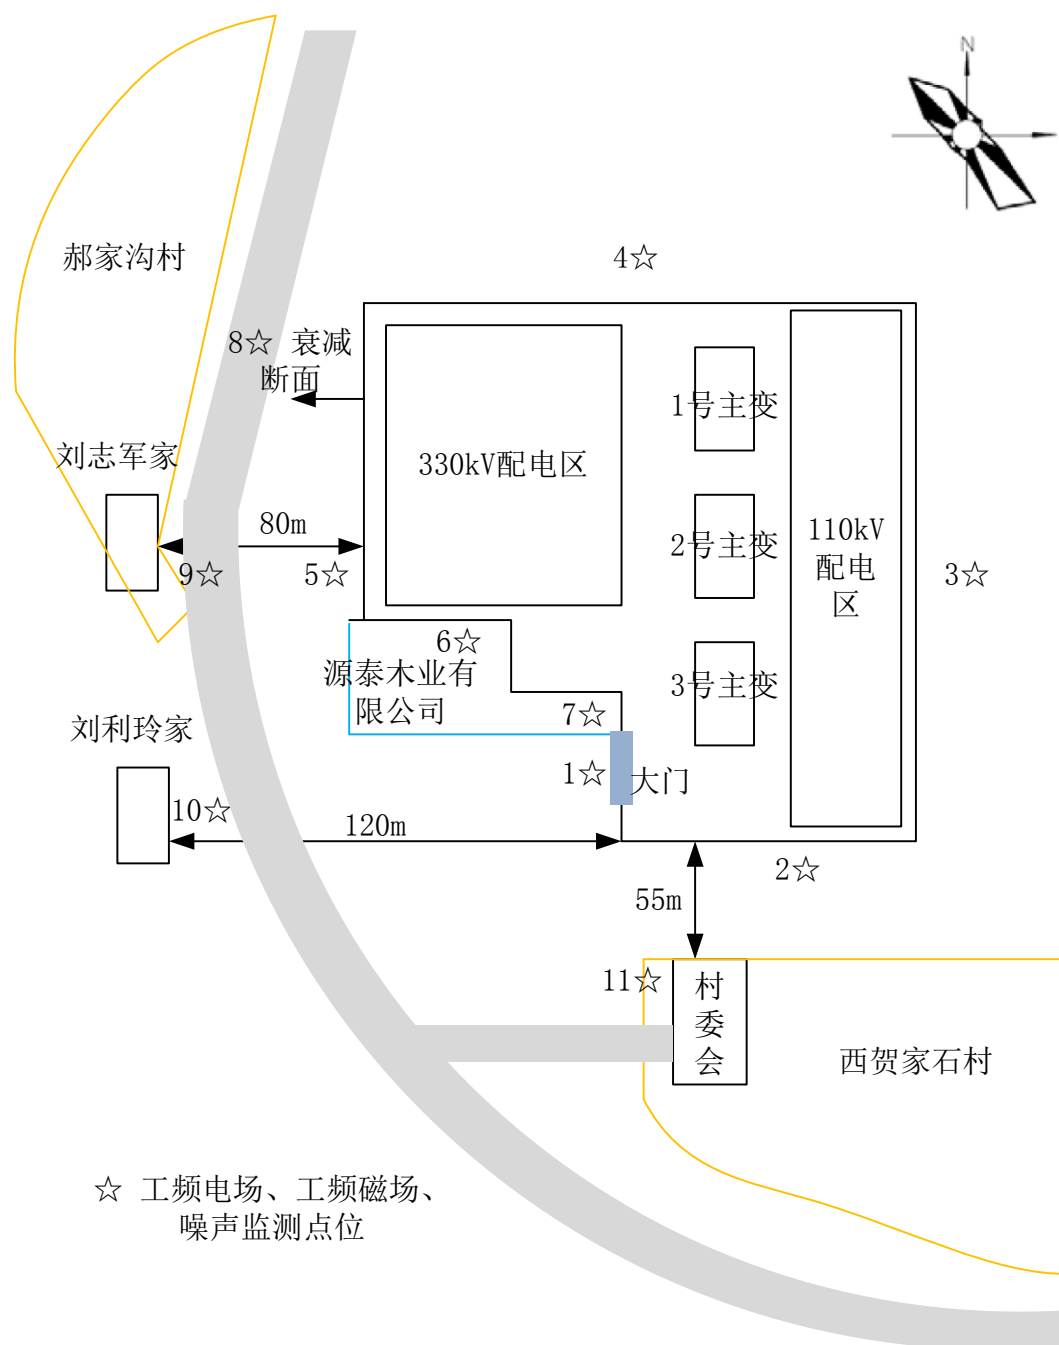 N
郝家沟村
4☆
8☆ 衰减
断面
1号主变
刘志军家
330kV配电区
80m
2号主变
110kV
配电
区
9☆
5☆
3☆
6☆
源泰木业有
限公司
3号主变
7☆
刘利玲家
1☆
大门
10☆
120m
2☆
55m
11☆
村
委
会
西贺家石村
☆ 工频电场、工频磁场、
噪声监测点位